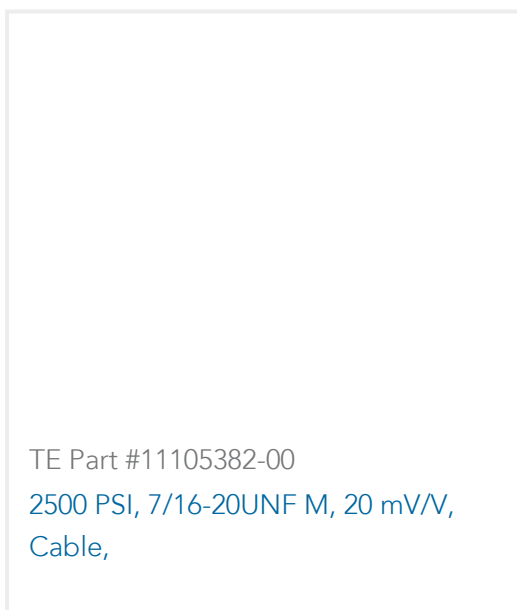 TE Part #11105382-00
2500 PSI, 7/16-20UNF M, 20 mV/V,
Cable,